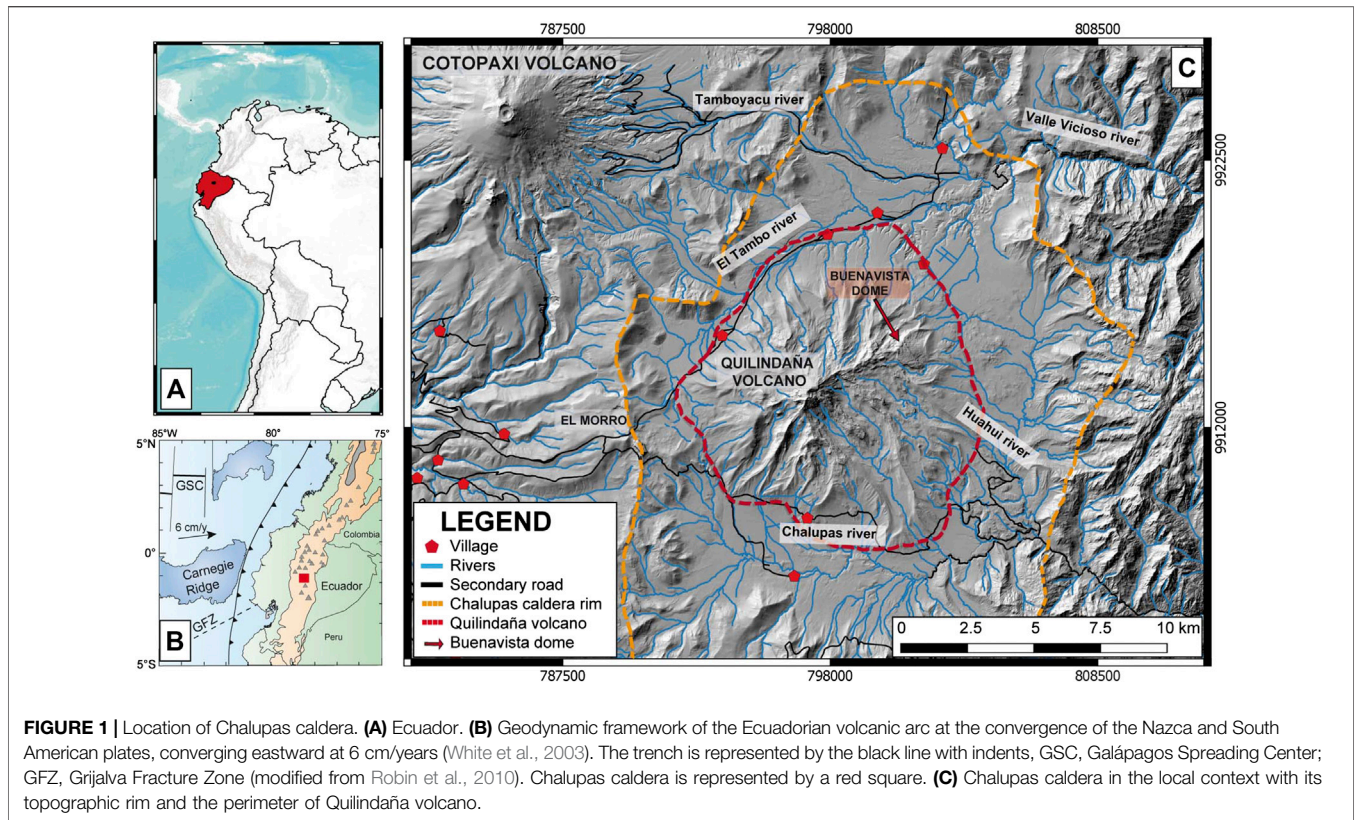 787500 798000 808500
COTOPAXI VOLCANO
C
Tamboyacu river
Valle Vicioso river
9922500
El Tambo river
BUENAVISTA
DOME
QUILINDAÑA
VOLCANO
EL MORRO
Huahui river
9912000
Chalupas river
LEGEND
Village
Rivers
Secondary road
Chalupas caldera rim
Quilindaña volcano
Buenavista dome
0 2.5 5 7.5 10 km
787500 798000 808500
A
85°W 80° 75°
5°N
GSC
6 cm/y
Colombia
0°
Carnegie
Ridge
Ecuador
GFZ
Peru
B
5°S
FIGURE 1 | Location of Chalupas caldera. (A) Ecuador. (B) Geodynamic framework of the Ecuadorian volcanic arc at the convergence of the Nazca and South
American plates, converging eastward at 6 cm/years (White et al., 2003). The trench is represented by the black line with indents, GSC, Galápagos Spreading Center;
GFZ, Grijalva Fracture Zone (modified from Robin et al., 2010). Chalupas caldera is represented by a red square. (C) Chalupas caldera in the local context with its
topographic rim and the perimeter of Quilindaña volcano.